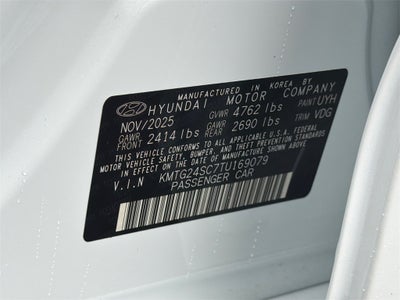 MANUFACTURED IN KOREA BY
HYUNDAI MOTOR COMPANY
NOV/2025 GVWR 4762 lbs PAINT UYH
GAWR FRONT 2414 lbs GAWR REAR 2690 lbs TRIM VDG
THIS VEHICLE CONFORMS TO ALL APPLICABLE U.S.A. FEDERAL
MOTOR VEHICLE SAFETY, BUMPER, AND THEFT PREVENTION STANDARDS
IN EFFECT ON THE DATE OF MANUFACTURE SHOWN ABOVE.
V.I.N KMTG24SC7TU169079
PASSENGER CAR